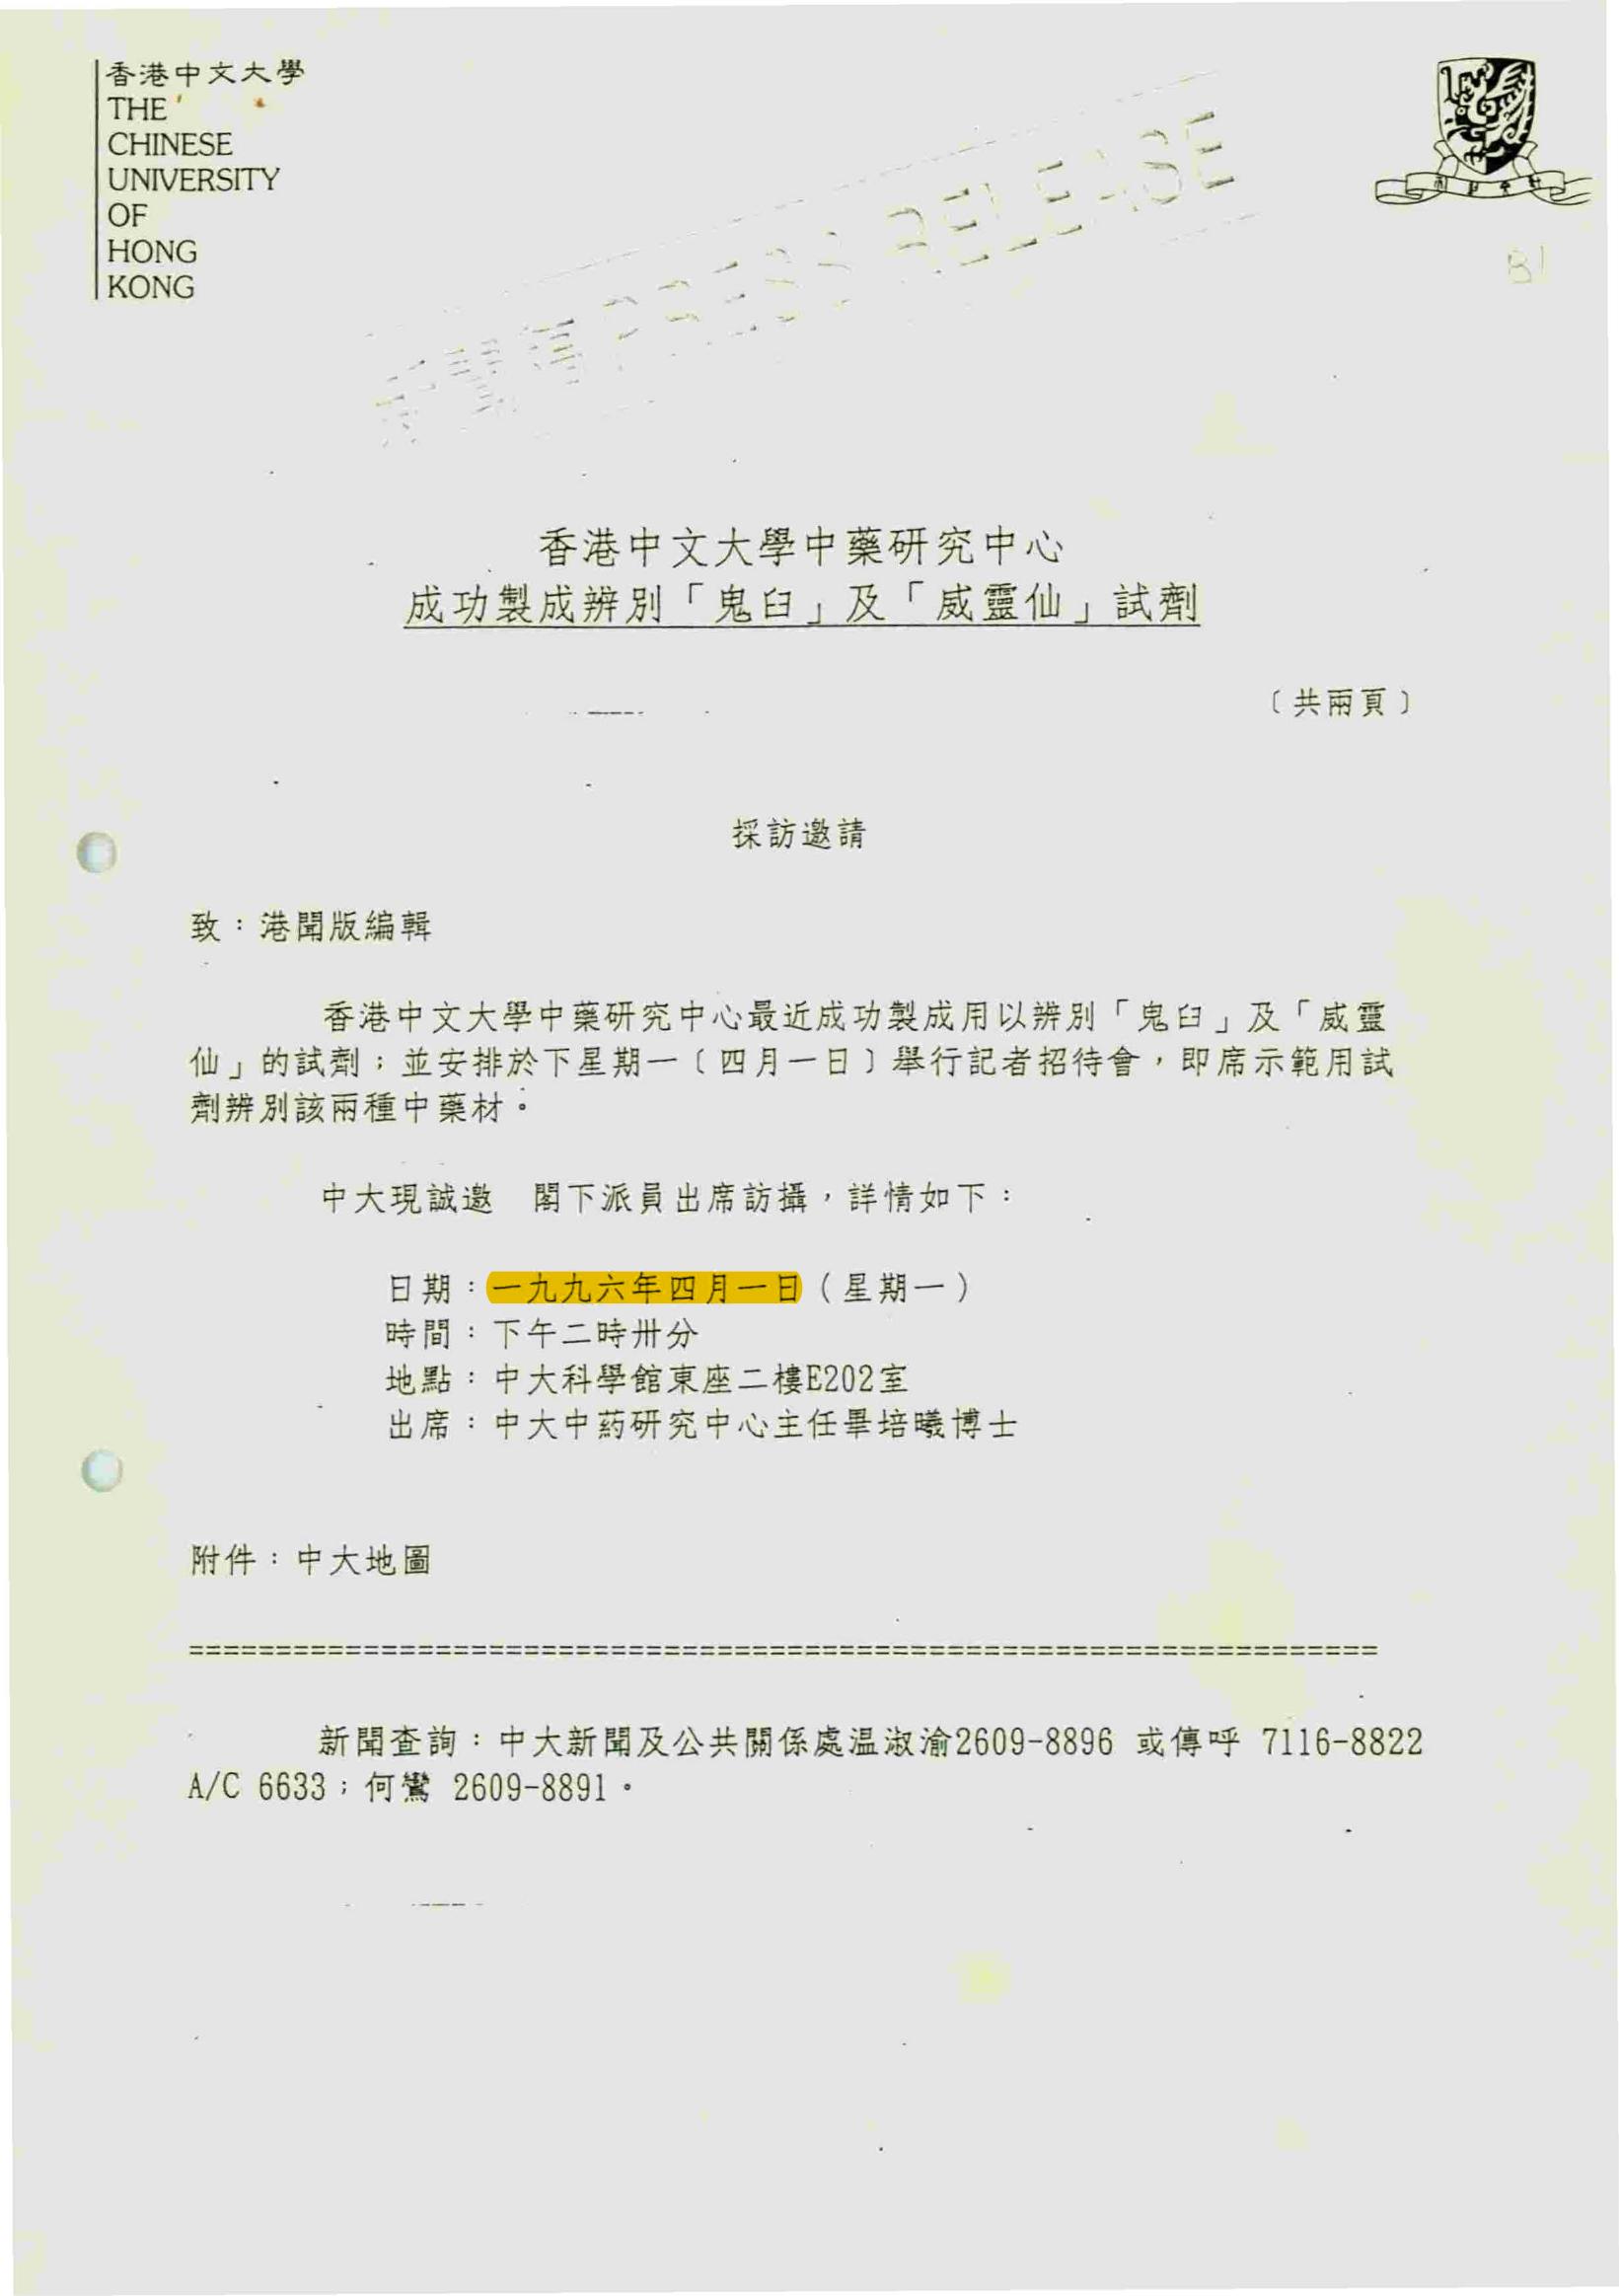 香港中文大學
THE
CHINESE
UNIVERSITY
OF
HONG
KONG
PRESS RELEASE
B1
香港中文大學中藥研究中心
成功製成辨別「鬼臼」及「威靈仙」試劑
〔共兩頁〕
採訪邀請
致：港聞版編輯
香港中文大學中藥研究中心最近成功製成用以辨別「鬼臼」及「威靈
仙」的試劑；並安排於下星期一〔四月一日〕舉行記者招待會，即席示範用試
劑辨別該兩種中藥材。
中大現誠邀　閣下派員出席訪攝，詳情如下：
日期：一九九六年四月一日（星期一）
時間：下午二時卅分
地點：中大科學館東座二樓E202室
出席：中大中葯研究中心主任畢培曦博士
附件：中大地圖
====================================================================
新聞查詢：中大新聞及公共關係處温淑渝2609-8896 或傳呼 7116-8822
A/C 6633；何鸞 2609-8891。